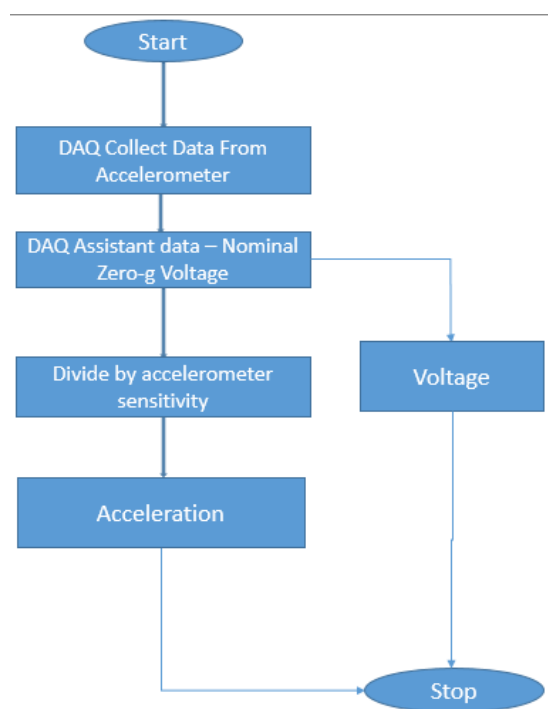 Start
DAQ Collect Data From
Accelerometer
DAQ Assistant data – Nominal
Zero-g Voltage
Divide by accelerometer
sensitivity
Voltage
Acceleration
Stop